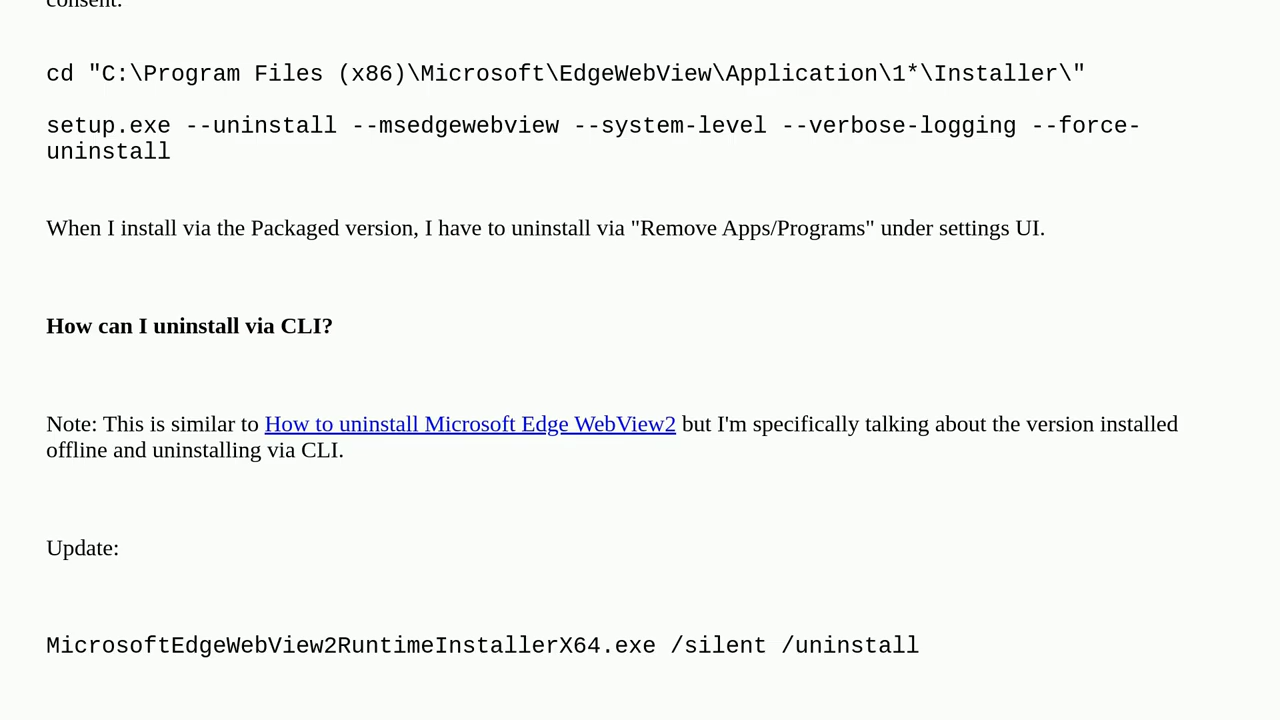 consent.
cd "C:\Program Files (x86)\Microsoft\EdgeWebView\Application\1*\Installer\"
setup.exe --uninstall --msedgewebview --system-level --verbose-logging --force-
uninstall
When I install via the Packaged version, I have to uninstall via "Remove Apps/Programs" under settings UI.
How can I uninstall via CLI?
Note: This is similar to How to uninstall Microsoft Edge WebView2 but I'm specifically talking about the version installed
offline and uninstalling via CLI.
Update:
MicrosoftEdgeWebView2RuntimeInstallerX64.exe /silent /uninstall